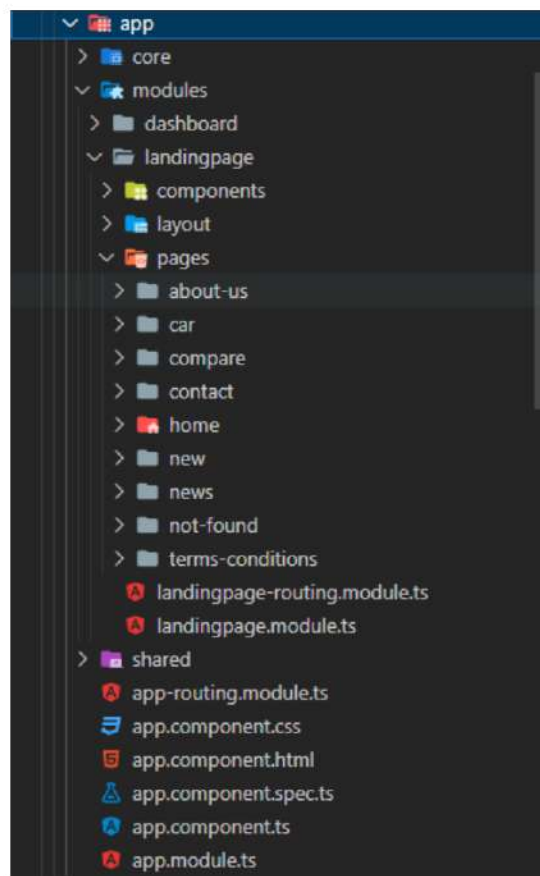 app
core
modules
dashboard
landingpage
components
layout
pages
about-us
car
compare
contact
home
new
news
not-found
terms-conditions
landingpage-routing.module.ts
landingpage.module.ts
shared
app-routing.module.ts
app.component.css
app.component.html
app.component.spec.ts
app.component.ts
app.module.ts